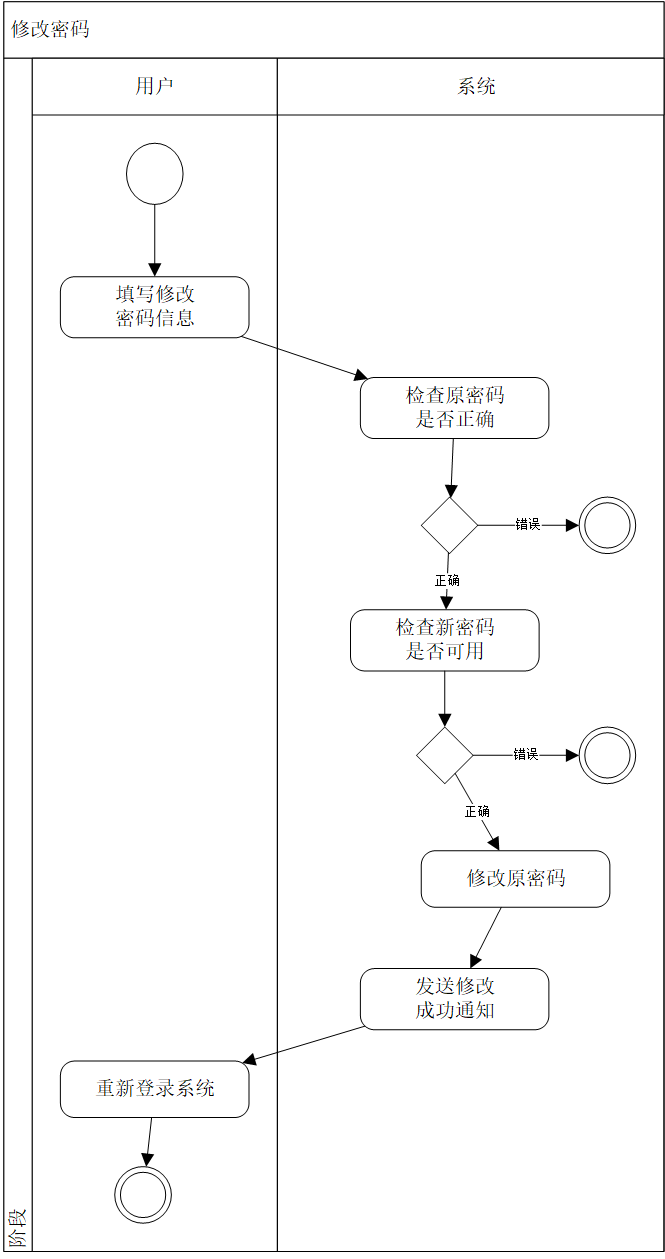 修改密码
用户
系统
填写修改
密码信息
检查原密码
是否正确
错误
正确
检查新密码
是否可用
错误
正确
修改原密码
发送修改
成功通知
重新登录系统
阶段